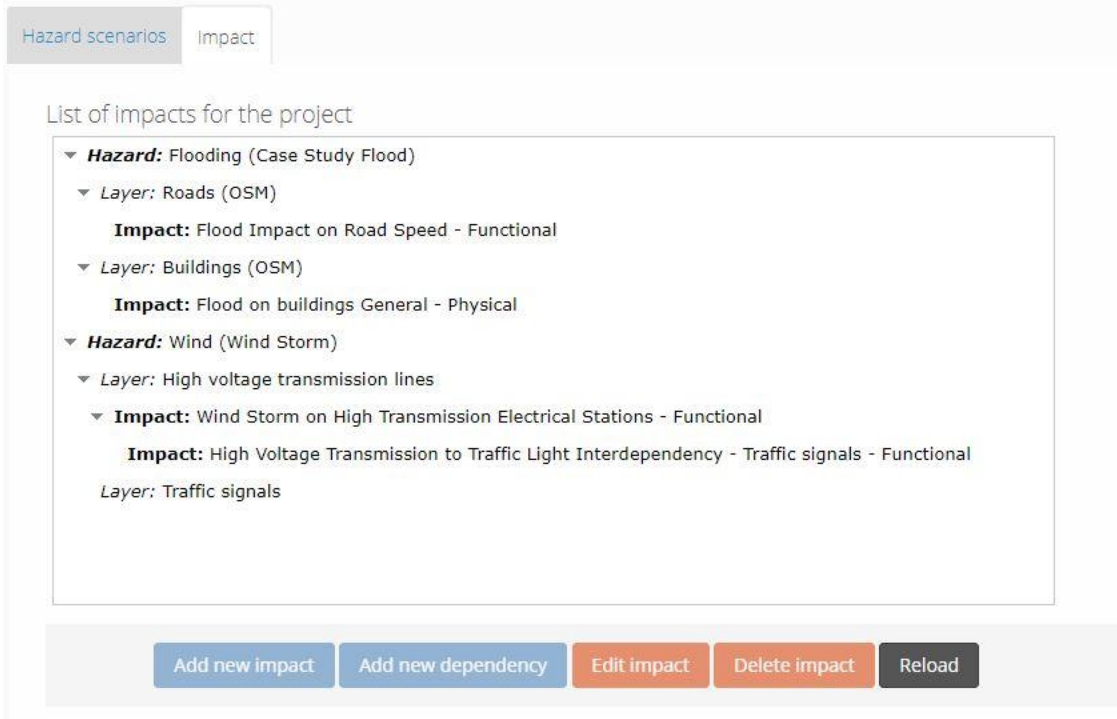 Hazard scenarios Impact
List of impacts for the project
Hazard: Flooding (Case Study Flood)
Layer: Roads (OSM)
Impact: Flood Impact on Road Speed - Functional
Layer: Buildings (OSM)
Impact: Flood on buildings General - Physical
Hazard: Wind (Wind Storm)
Layer: High voltage transmission lines
Impact: Wind Storm on High Transmission Electrical Stations - Functional
Impact: High Voltage Transmission to Traffic Light Interdependency - Traffic signals - Functional
Layer: Traffic signals
Add new impact Add new dependency Edit impact Delete impact Reload